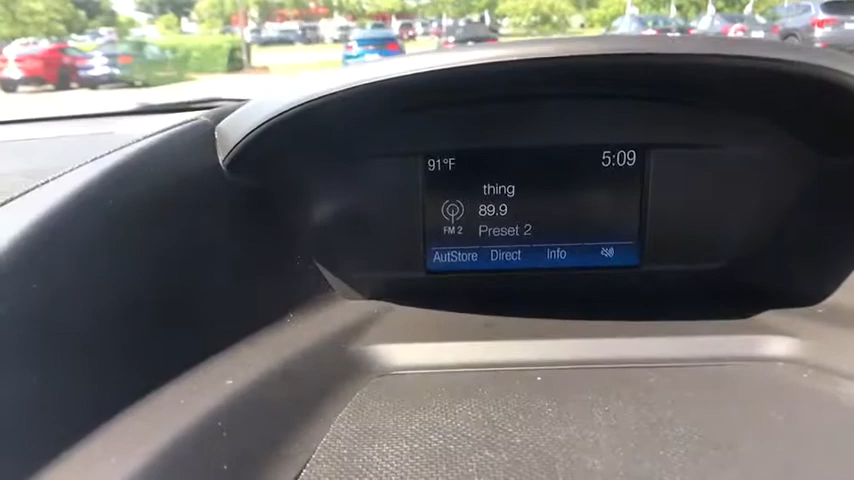 91°F 5:09
thing
89.9
FM 2 Preset 2
AutStore Direct Info